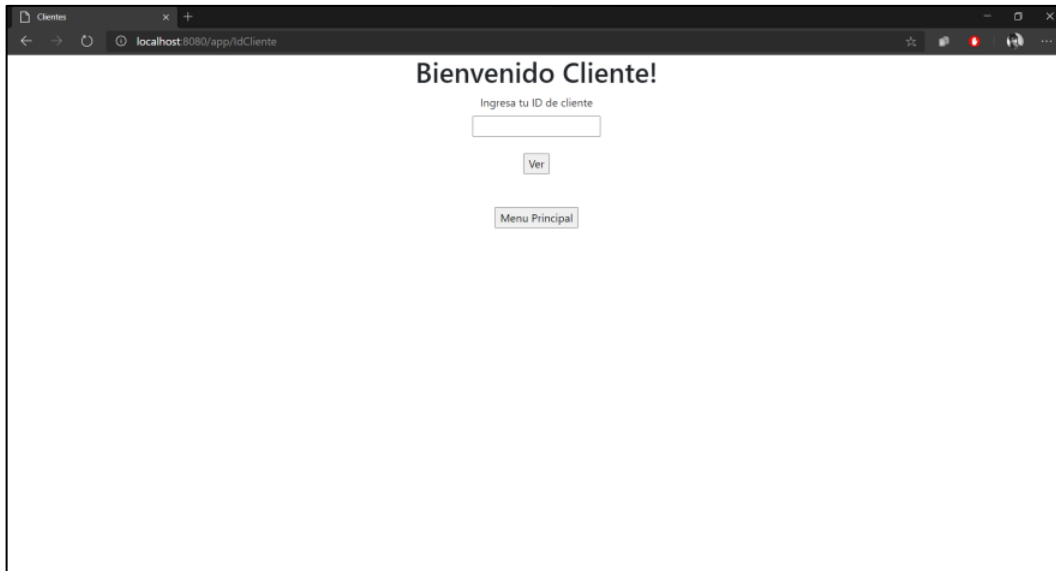 Clientes
localhost:8080/app/IdCliente
Bienvenido Cliente!
Ingresa tu ID de cliente
Ver
Menu Principal